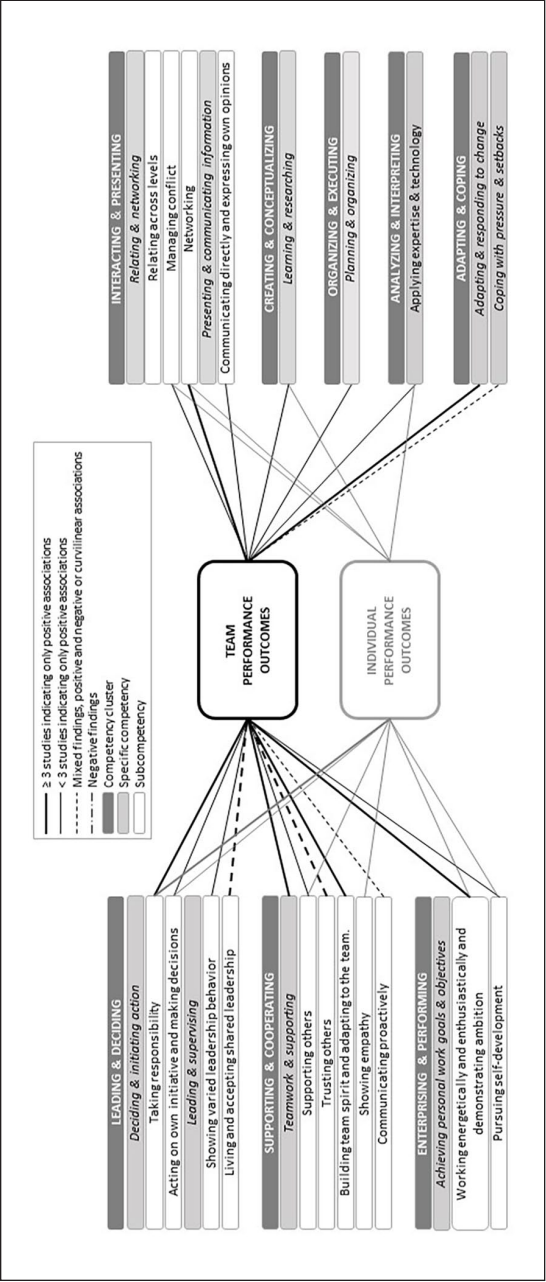 ≥ 3 studies indicating only positive associations
< 3 studies indicating only positive associations
Mixed findings, positive and negative or curvilinear associations
Negative findings
Competency cluster
Specific competency
Subcompetency
LEADING & DECIDING
Deciding & initiating action
Taking responsibility
Acting on own initiative and making decisions
Leading & supervising
Showing varied leadership behavior
Living and accepting shared leadership
SUPPORTING & COOPERATING
Teamwork & supporting
Supporting others
Trusting others
Building team spirit and adapting to the team.
Showing empathy
Communicating proactively
ENTERPRISING & PERFORMING
Achieving personal work goals & objectives
Working energetically and enthusiastically and
demonstrating ambition
Pursuing self-development
TEAM
PERFORMANCE
OUTCOMES
INDIVIDUAL
PERFORMANCE
OUTCOMES
INTERACTING & PRESENTING
Relating & networking
Relating across levels
Managing conflict
Networking
Presenting & communicating information
Communicating directly and expressing own opinions
CREATING & CONCEPTUALIZING
Learning & researching
ORGANIZING & EXECUTING
Planning & organizing
ANALYZING & INTERPRETING
Applying expertise & technology
ADAPTING & COPING
Adapting & responding to change
Coping with pressure & setbacks